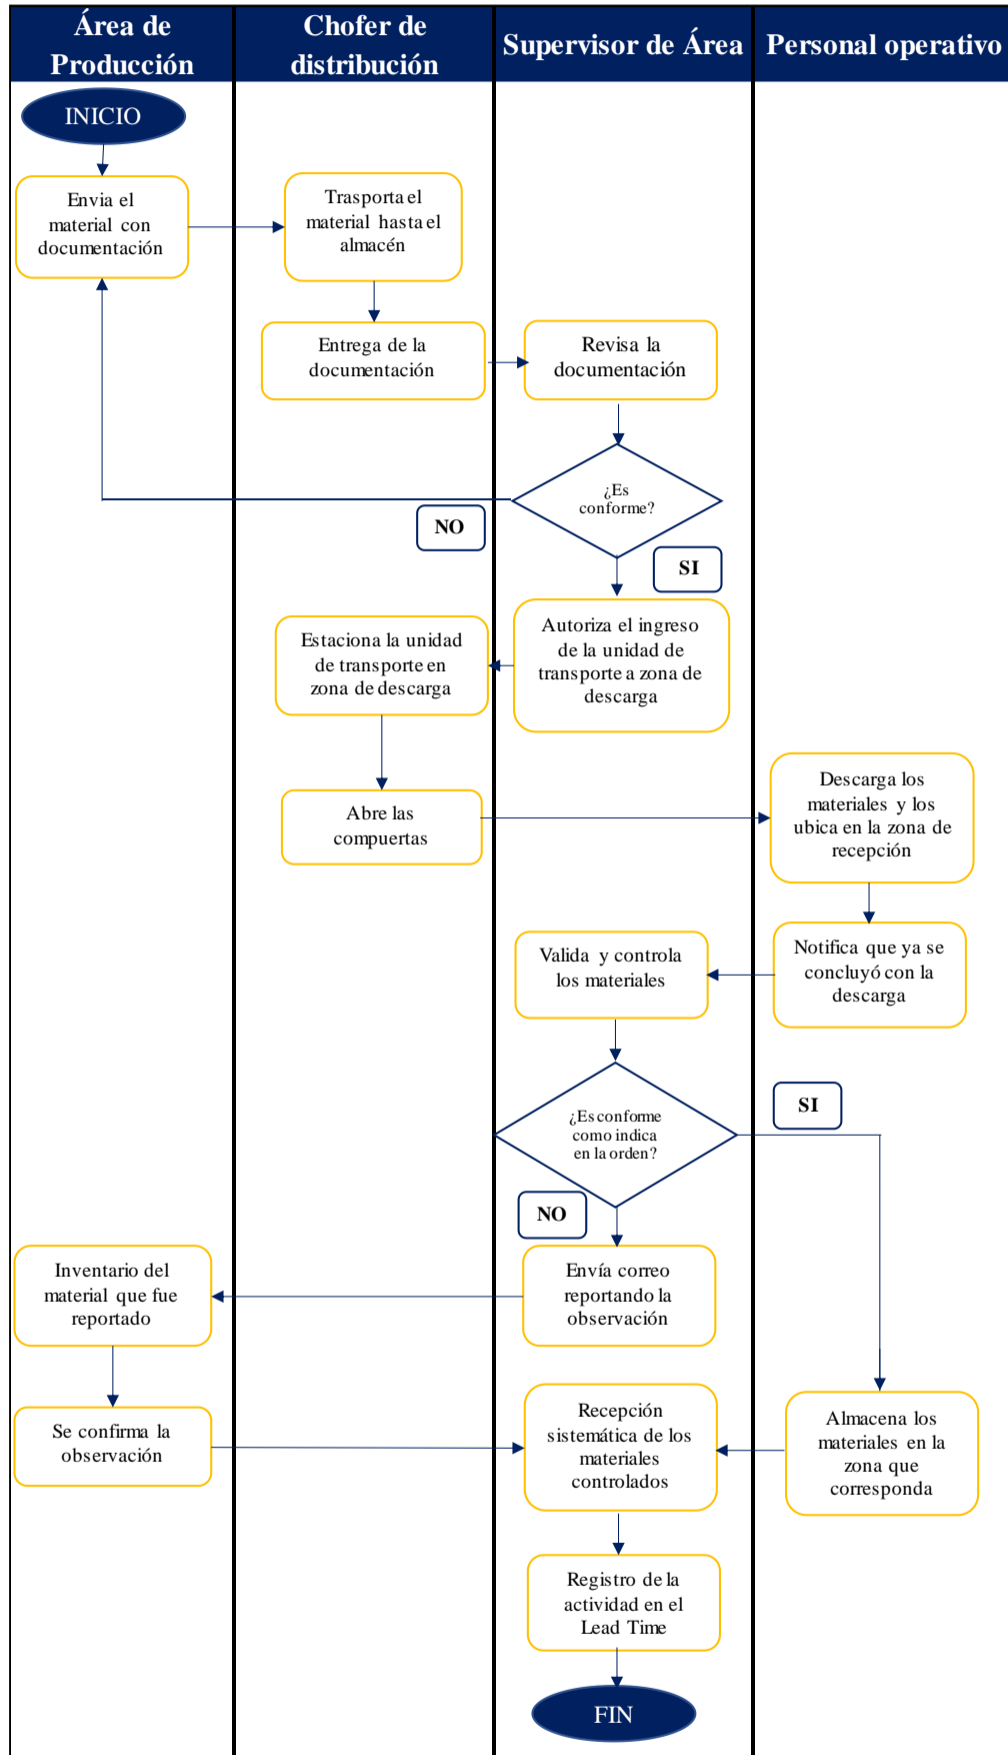 Área de
Producción
Chofer de
distribución
Supervisor de Área
Personal operativo
INICIO
Envia el
material con
documentación
Trasporta el
material hasta el
almacén
Entrega de la
documentación
Revisa la
documentación
¿Es
conforme?
NO
SI
Autoriza el ingreso
de la unidad de
transporte a zona de
descarga
Estaciona la unidad
de transporte en
zona de descarga
Abre las
compuertas
Descarga los
materiales y los
ubica en la zona de
recepción
Notifica que ya se
concluyó con la
descarga
Valida y controla
los materiales
¿Es conforme
como indica
en la orden?
SI
NO
Envía correo
reportando la
observación
Inventario del
material que fue
reportado
Se confirma la
observación
Recepción
sistemática de los
materiales
controlados
Almacena los
materiales en la
zona que
corresponda
Registro de la
actividad en el
Lead Time
FIN